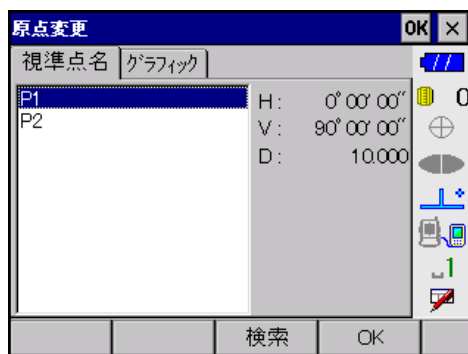 原点変更 OK ×
視準点名 グラフィック
P1
P2
H: 0°00'00"
V: 90°00'00"
D: 10.000
0
1
検索 OK